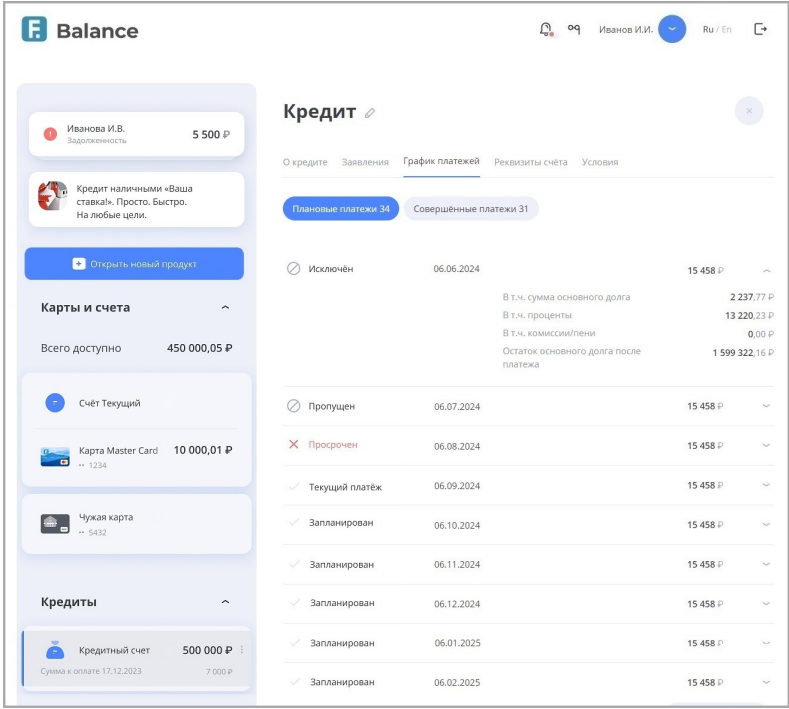 Balance
Иванов И.И.
Ru / En
Иванова И.В.
Задолженность
5 500 ₽
Кредит наличными «Ваша
ставка!». Просто. Быстро.
На любые цели.
Открыть новый продукт
Карты и счета
Всего доступно 450 000,05 ₽
Счёт Текущий
Карта Master Card 10 000,01 ₽
•• 1234
Чужая карта
•• 5432
Кредиты
Кредитный счет 500 000 ₽
Сумма к оплате 17.12.2023 7 000 ₽
Кредит
О кредите Заявления График платежей Реквизиты счёта Условия
Плановые платежи 34 Совершённые платежи 31
Исключён 06.06.2024 15 458 ₽
В т.ч. сумма основного долга 2 237,77 ₽
В т.ч. проценты 13 220,23 ₽
В т.ч. комиссии/пени 0,00 ₽
Остаток основного долга после 1 599 322,16 ₽
платежа
Пропущен 06.07.2024 15 458 ₽
Просрочен 06.08.2024 15 458 ₽
Текущий платёж 06.09.2024 15 458 ₽
Запланирован 06.10.2024 15 458 ₽
Запланирован 06.11.2024 15 458 ₽
Запланирован 06.12.2024 15 458 ₽
Запланирован 06.01.2025 15 458 ₽
Запланирован 06.02.2025 15 458 ₽